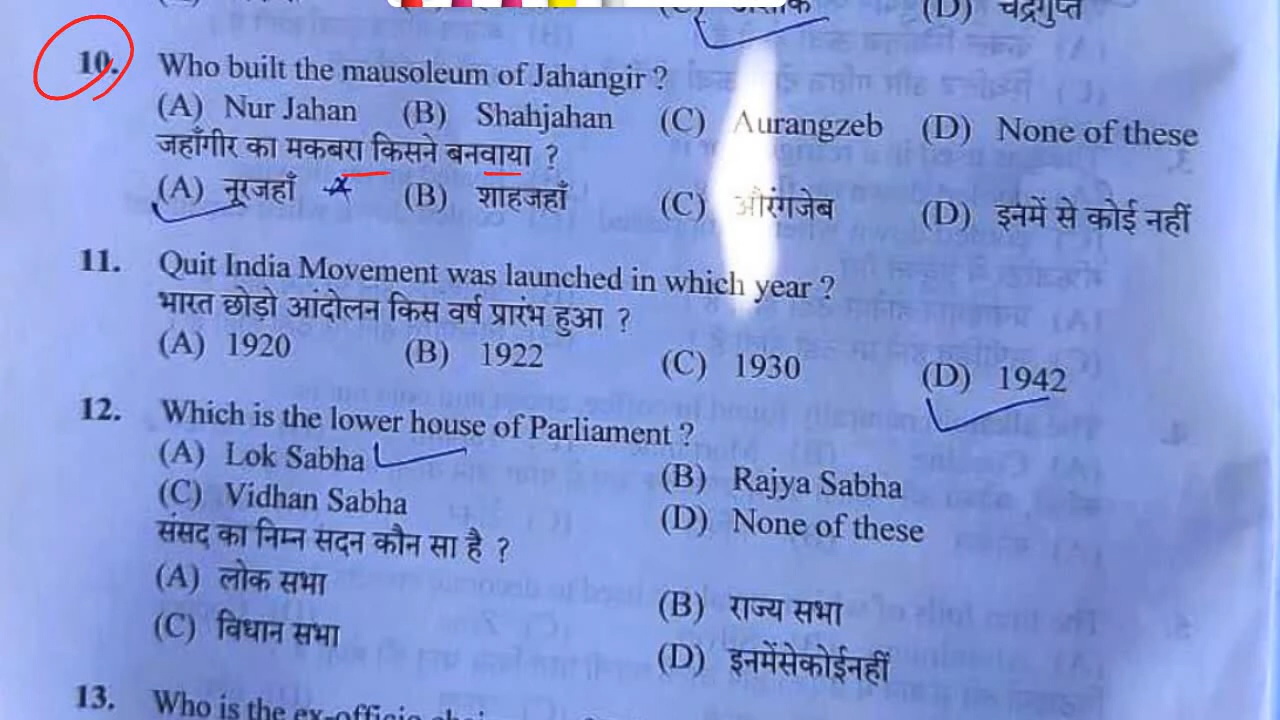 (D) चंद्रगुप्त
10. Who built the mausoleum of Jahangir ?
(A) Nur Jahan (B) Shahjahan (C) Aurangzeb (D) None of these
जहाँगीर का मकबरा किसने बनवाया ?
(A) नूरजहाँ (B) शाहजहाँ (C) औरंगजेब (D) इनमें से कोई नहीं
11. Quit India Movement was launched in which year ?
भारत छोड़ो आंदोलन किस वर्ष प्रारंभ हुआ ?
(A) 1920 (B) 1922 (C) 1930 (D) 1942
12. Which is the lower house of Parliament ?
(A) Lok Sabha (B) Rajya Sabha
(C) Vidhan Sabha (D) None of these
संसद का निम्न सदन कौन सा है ?
(A) लोक सभा (B) राज्य सभा
(C) विधान सभा (D) इनमेंसेकोईनहीं
13. Who is the ex-officio